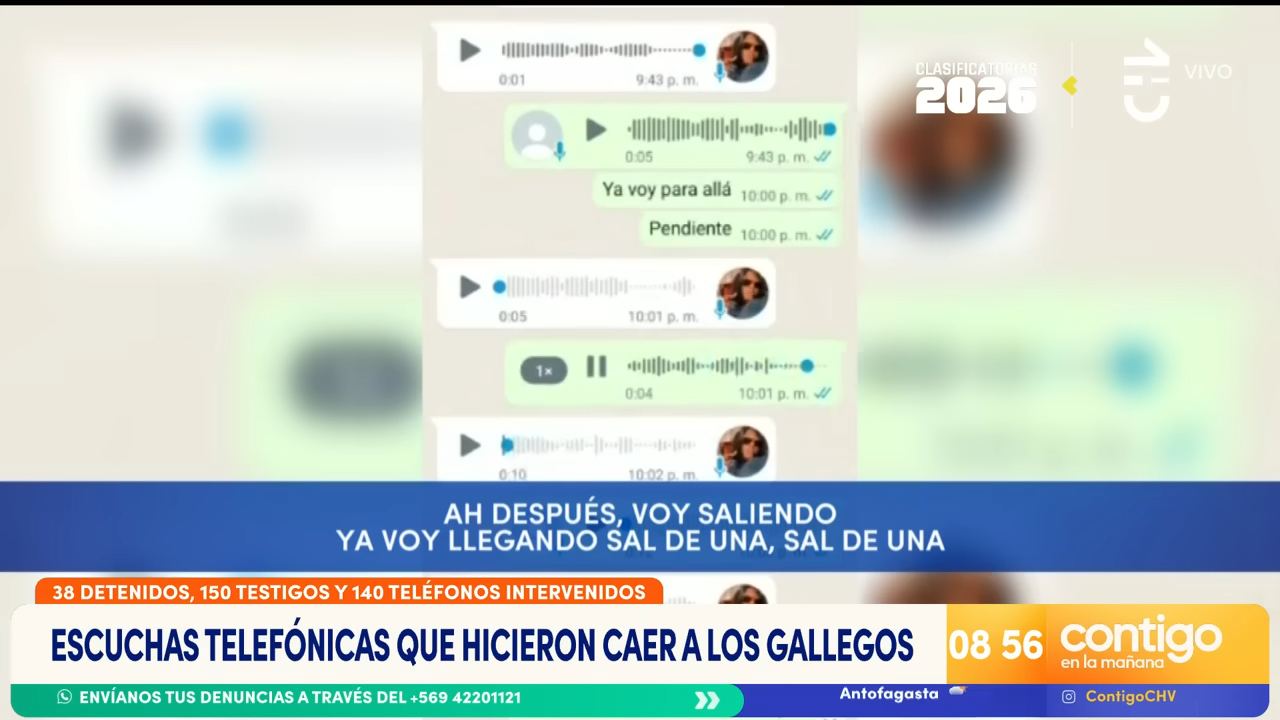 0:01 9:43 p. m.
CLASIFICATORIAS
2026
CHV VIVO
0:05 9:43 p. m.
Ya voy para allá 10:00 p. m.
Pendiente 10:00 p. m.
0:05 10:01 p. m.
1×
0:04 10:01 p. m.
0:10 10:02 p. m.
AH DESPUÉS, VOY SALIENDO
YA VOY LLEGANDO SAL DE UNA, SAL DE UNA
38 DETENIDOS, 150 TESTIGOS Y 140 TELÉFONOS INTERVENIDOS
ESCUCHAS TELEFÓNICAS QUE HICIERON CAER A LOS GALLEGOS
08 56
contigo
en la mañana
ENVÍANOS TUS DENUNCIAS A TRAVÉS DEL +569 42201121
Antofagasta
ContigoCHV